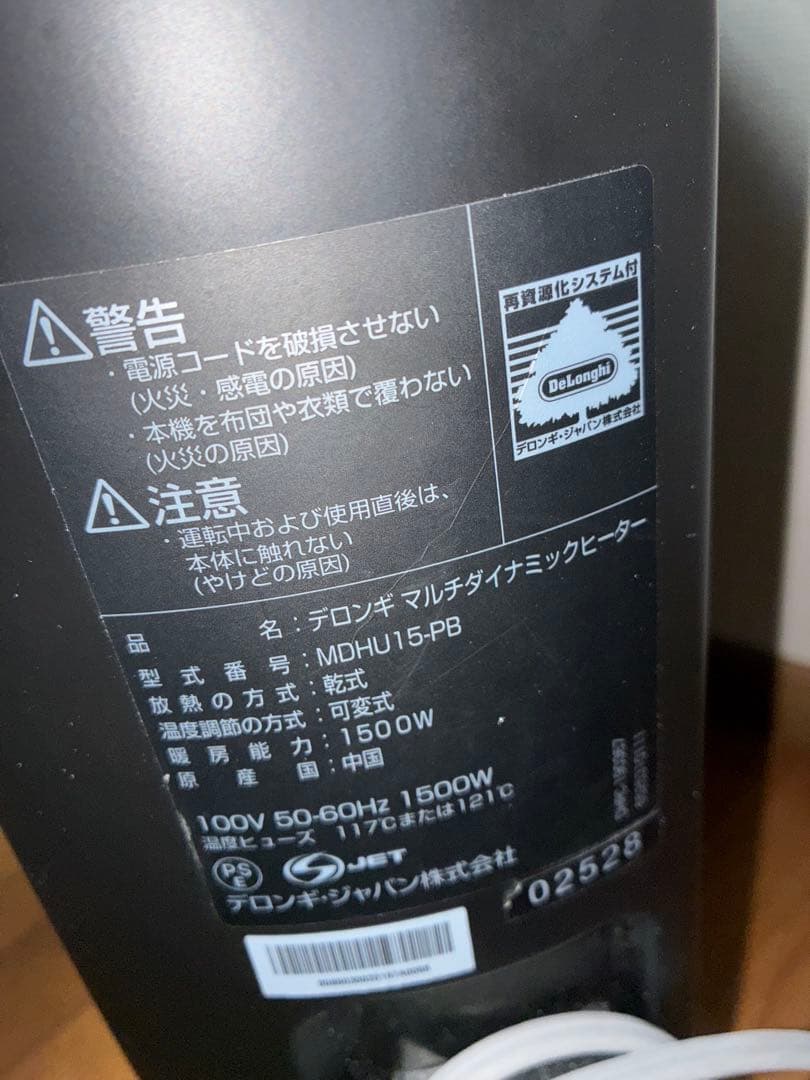 警告
・電源コードを破損させない
(火災・感電の原因)
・本機を布団や衣類で覆わない
(火災の原因)
注意
・運転中および使用直後は、
本体に触れない
(やけどの原因)
再資源化システム付
DeLonghi
デロンギ・ジャパン株式会社
品名：デロンギ マルチダイナミックヒーター
型式番号：MDHU15-PB
放熱の方式：乾式
温度調節の方式：可変式
暖房能力：1500W
原産国：中国
100V 50-60Hz 1500W
温度ヒューズ 117℃または121℃
PSE JET
デロンギ・ジャパン株式会社
02528